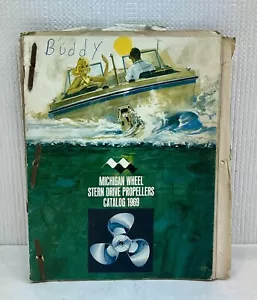 Buddy
MICHIGAN WHEEL
STERN DRIVE PROPELLERS
CATALOG 1969